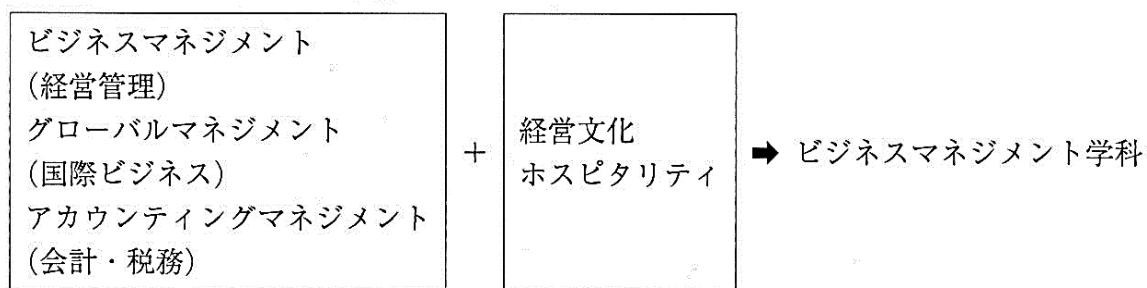 ビジネスマネジメント
(経営管理)
グローバルマネジメント
(国際ビジネス)
アカウンティングマネジメント
(会計・税務)
+
経営文化
ホスピタリティ
➡ ビジネスマネジメント学科